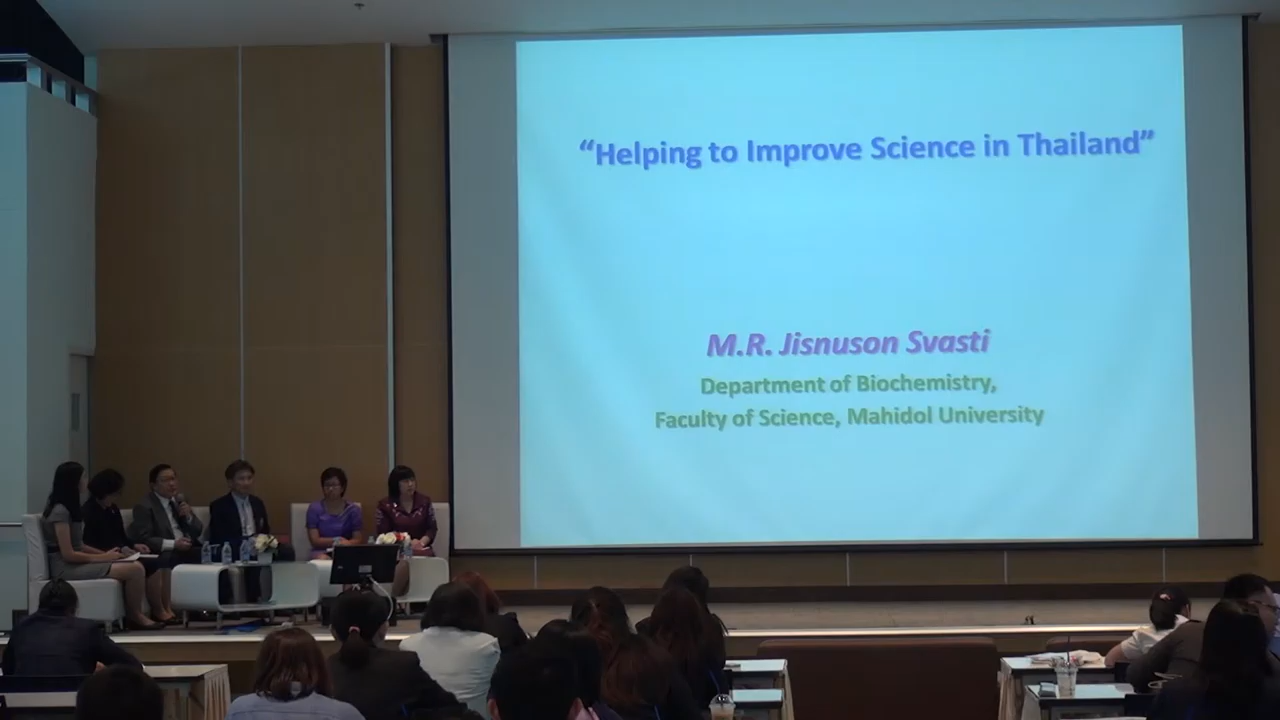 “Helping to Improve Science in Thailand”
M.R. Jisnuson Svasti
Department of Biochemistry,
Faculty of Science, Mahidol University